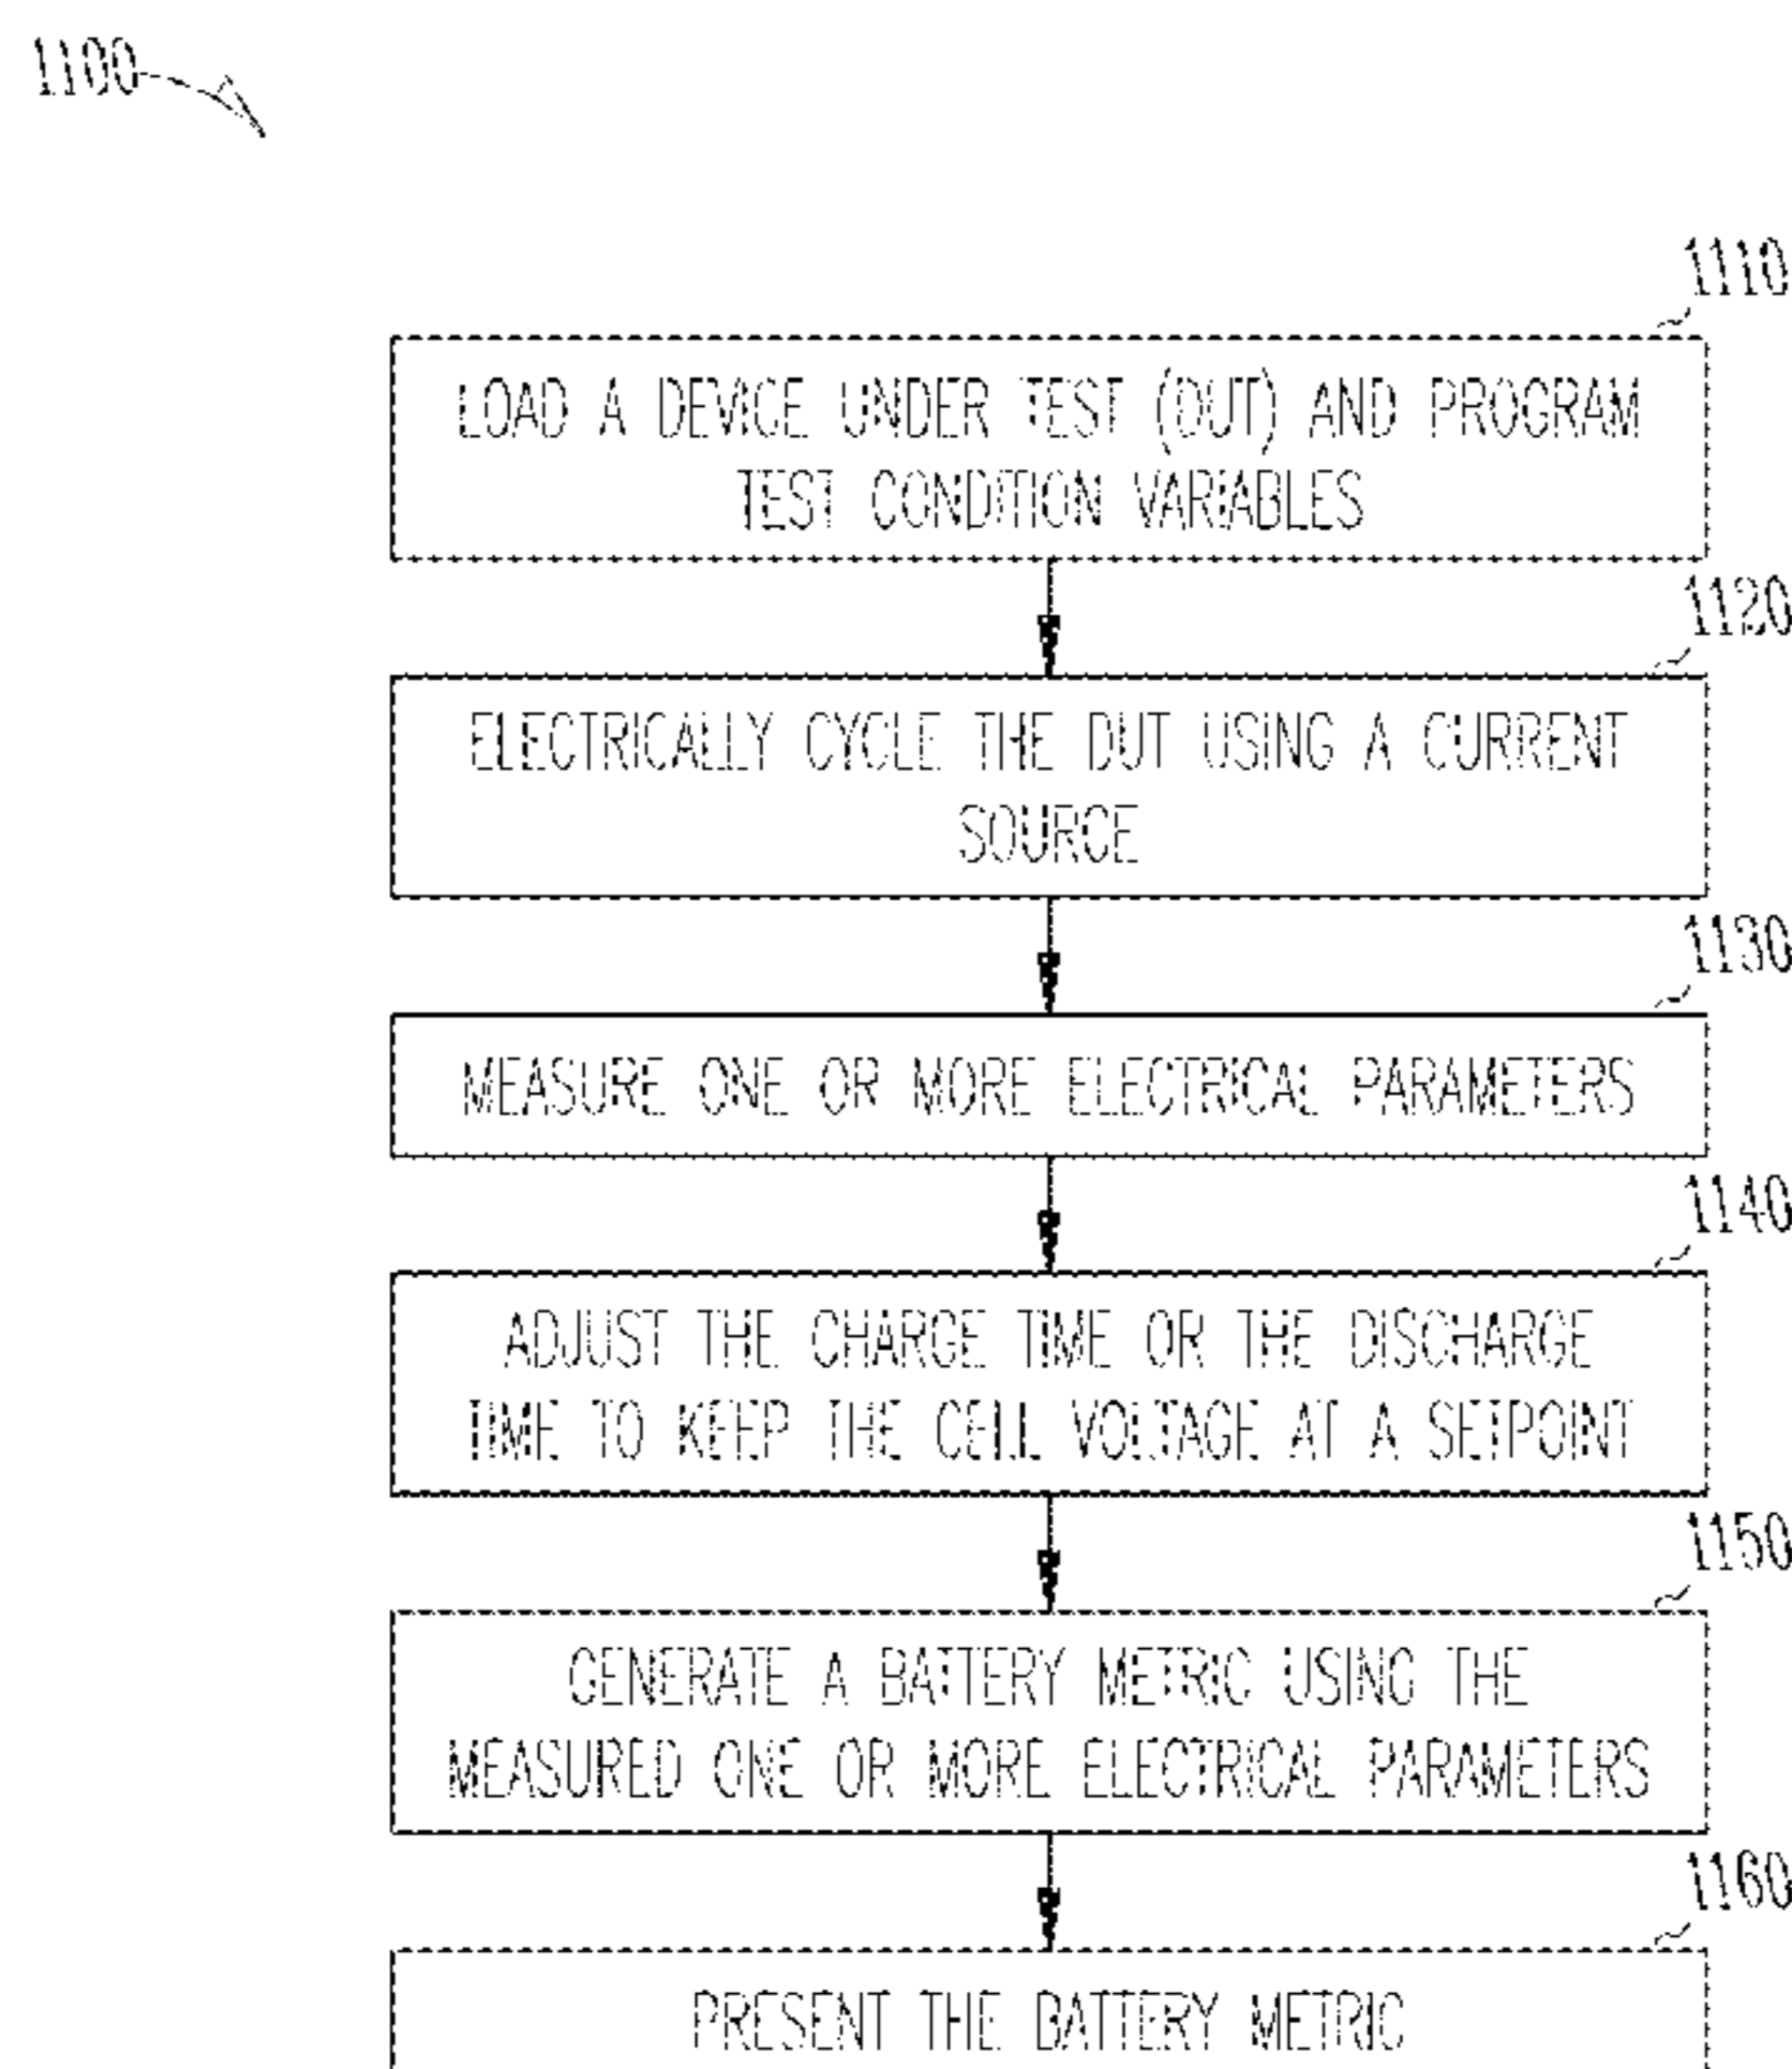 1100
1110
LOAD A DEVICE UNDER TEST (DUT) AND PROGRAM
TEST CONDITION VARIABLES
1120
ELECTRICALLY CYCLE THE DUT USING A CURRENT
SOURCE
1130
MEASURE ONE OR MORE ELECTRICAL PARAMETERS
1140
ADJUST THE CHARGE TIME OR THE DISCHARGE
TIME TO KEEP THE CELL VOLTAGE AT A SETPOINT
1150
GENERATE A BATTERY METRIC USING THE
MEASURED ONE OR MORE ELECTRICAL PARAMETERS
1160
PRESENT THE BATTERY METRIC